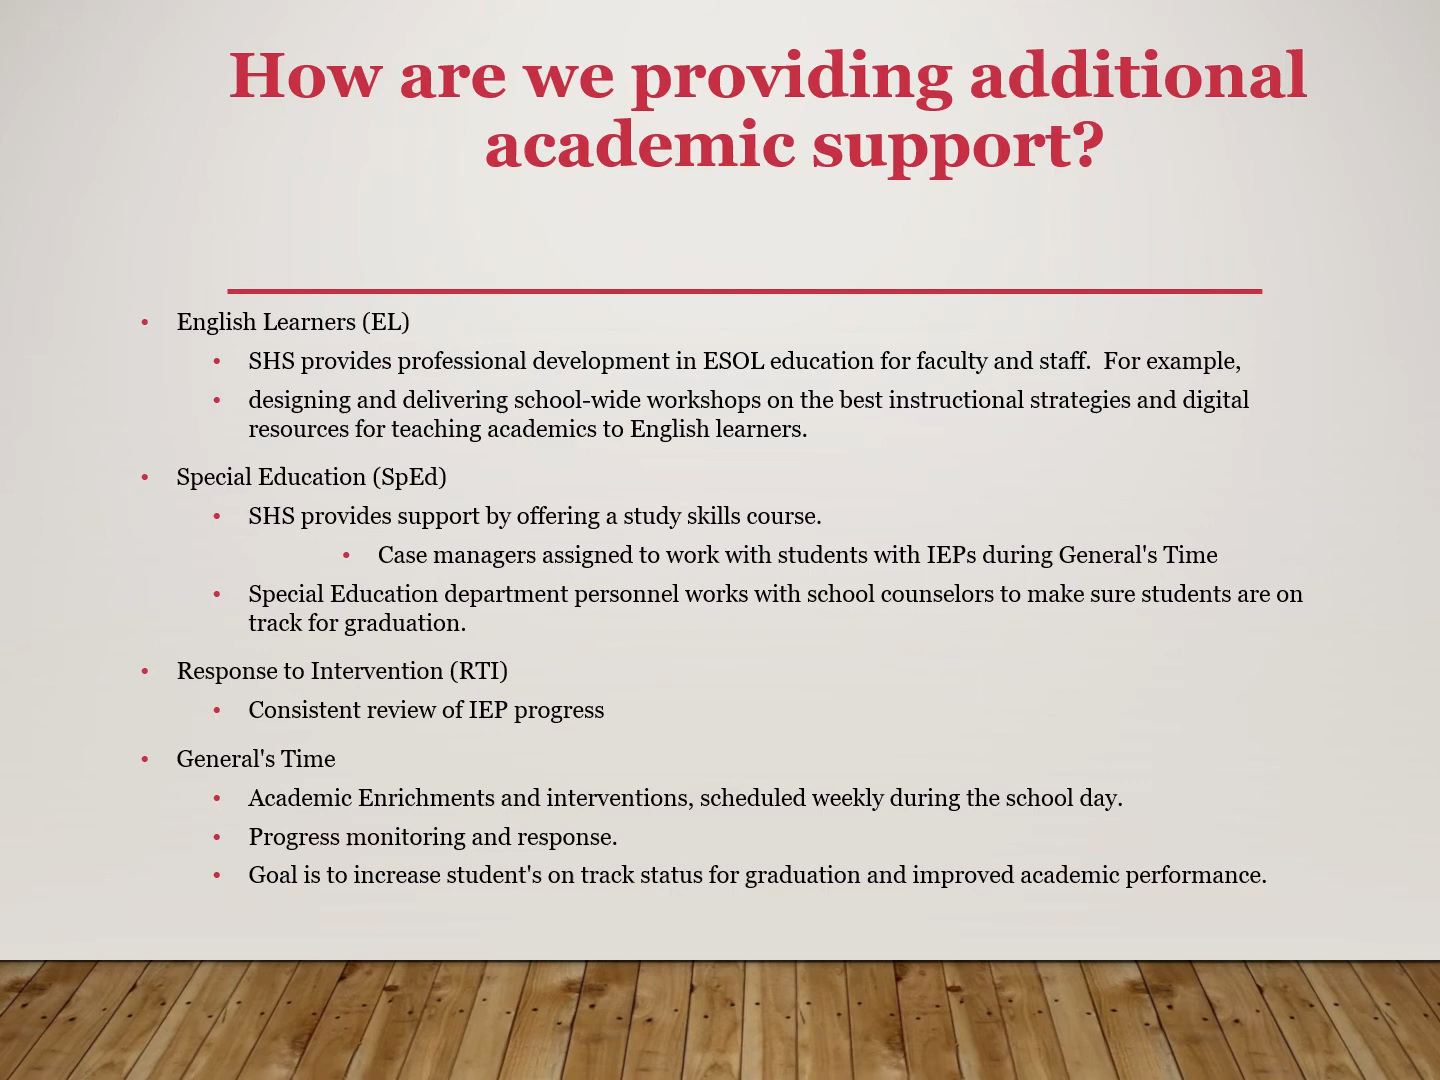 How are we providing additional
academic support?
• English Learners (EL)
• SHS provides professional development in ESOL education for faculty and staff.  For example,
• designing and delivering school-wide workshops on the best instructional strategies and digital
resources for teaching academics to English learners.
• Special Education (SpEd)
• SHS provides support by offering a study skills course.
• Case managers assigned to work with students with IEPs during General's Time
• Special Education department personnel works with school counselors to make sure students are on
track for graduation.
• Response to Intervention (RTI)
• Consistent review of IEP progress
• General's Time
• Academic Enrichments and interventions, scheduled weekly during the school day.
• Progress monitoring and response.
• Goal is to increase student's on track status for graduation and improved academic performance.